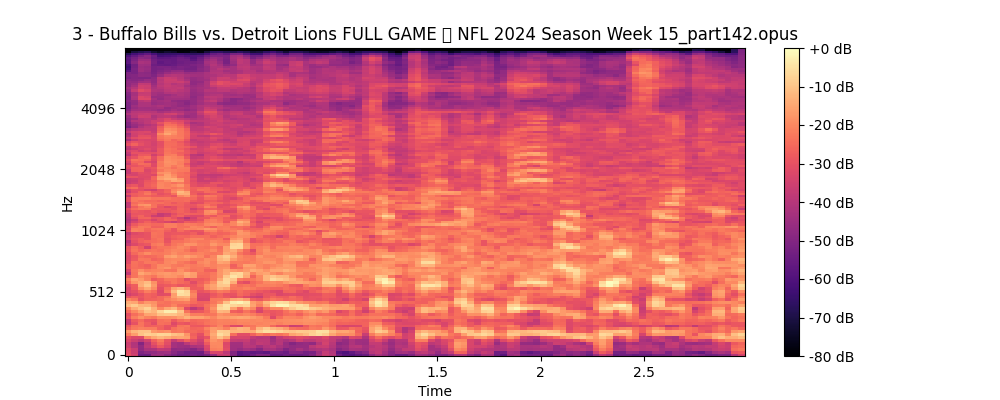 3 - Buffalo Bills vs. Detroit Lions FULL GAME ▯ NFL 2024 Season Week 15_part142.opus
Hz
4096
2048
1024
512
0
0 0.5 1 1.5 2 2.5
Time
+0 dB
-10 dB
-20 dB
-30 dB
-40 dB
-50 dB
-60 dB
-70 dB
-80 dB